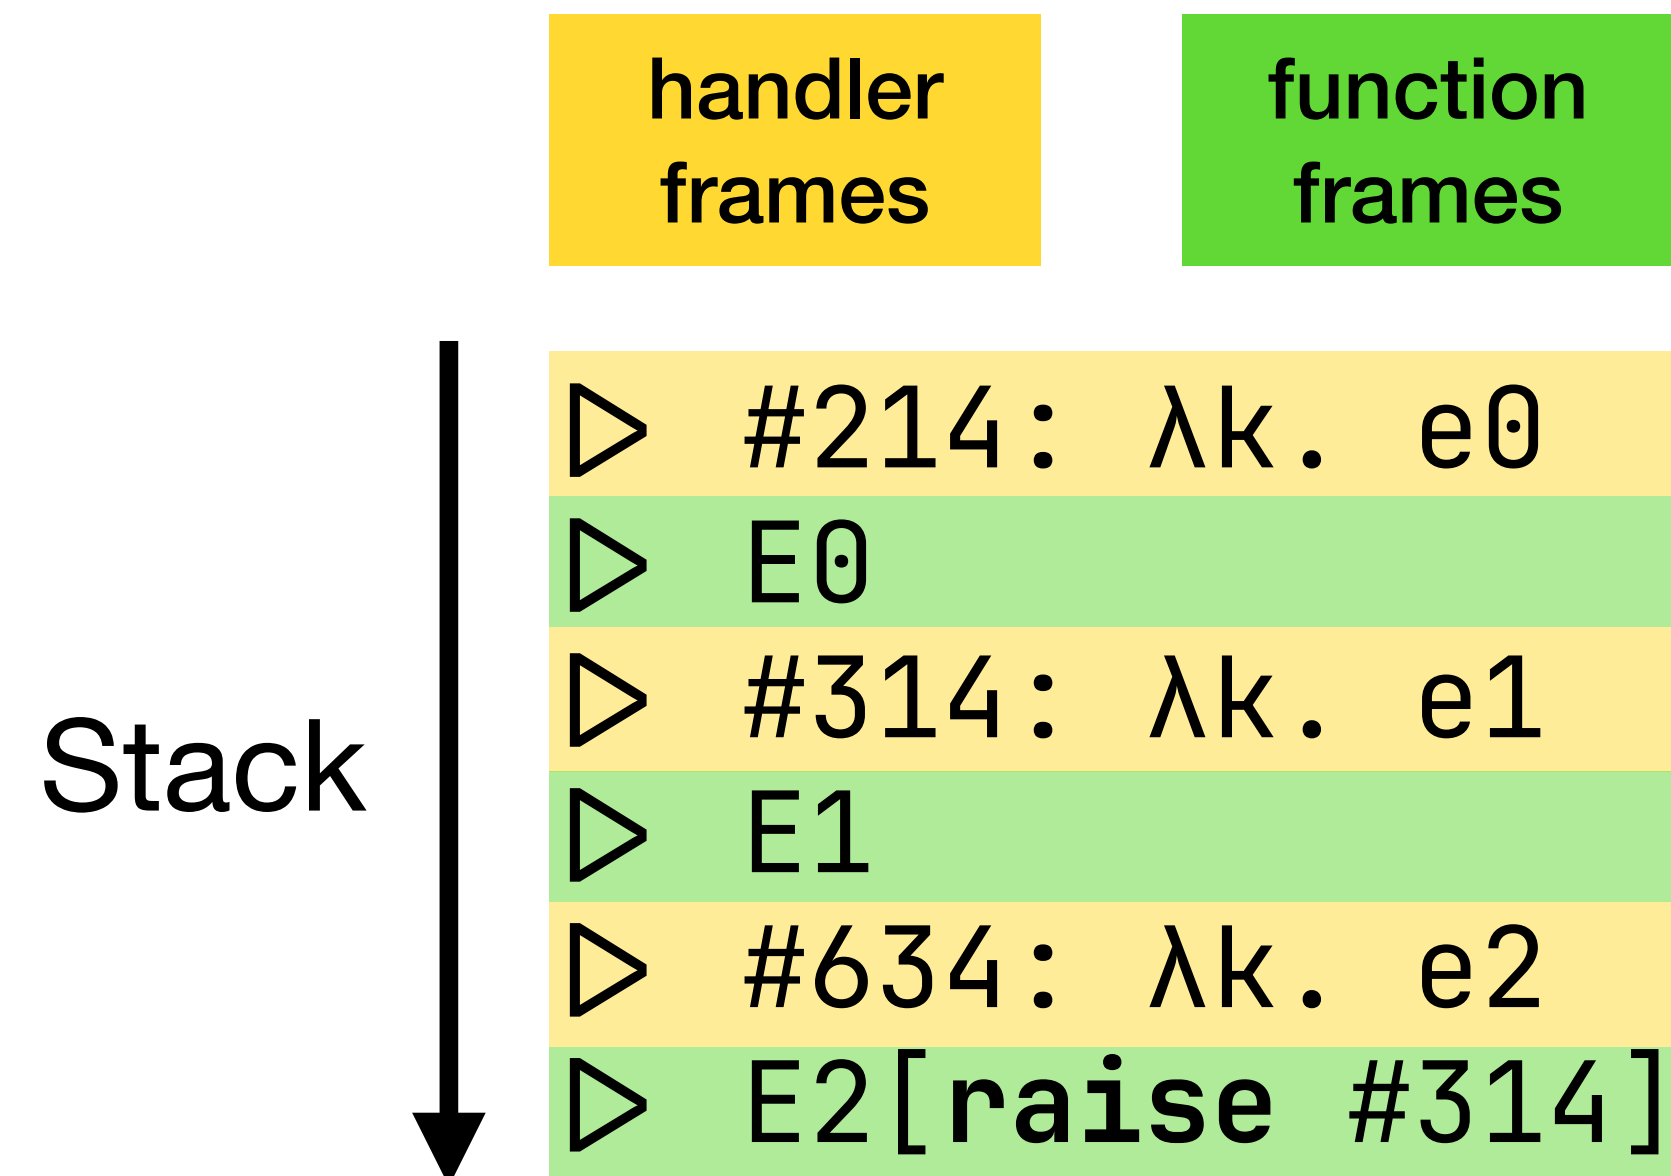 handler
frames
function
frames
Stack
▷ #214: λk. e0
▷ E0
▷ #314: λk. e1
▷ E1
▷ #634: λk. e2
▷ E2[raise #314]